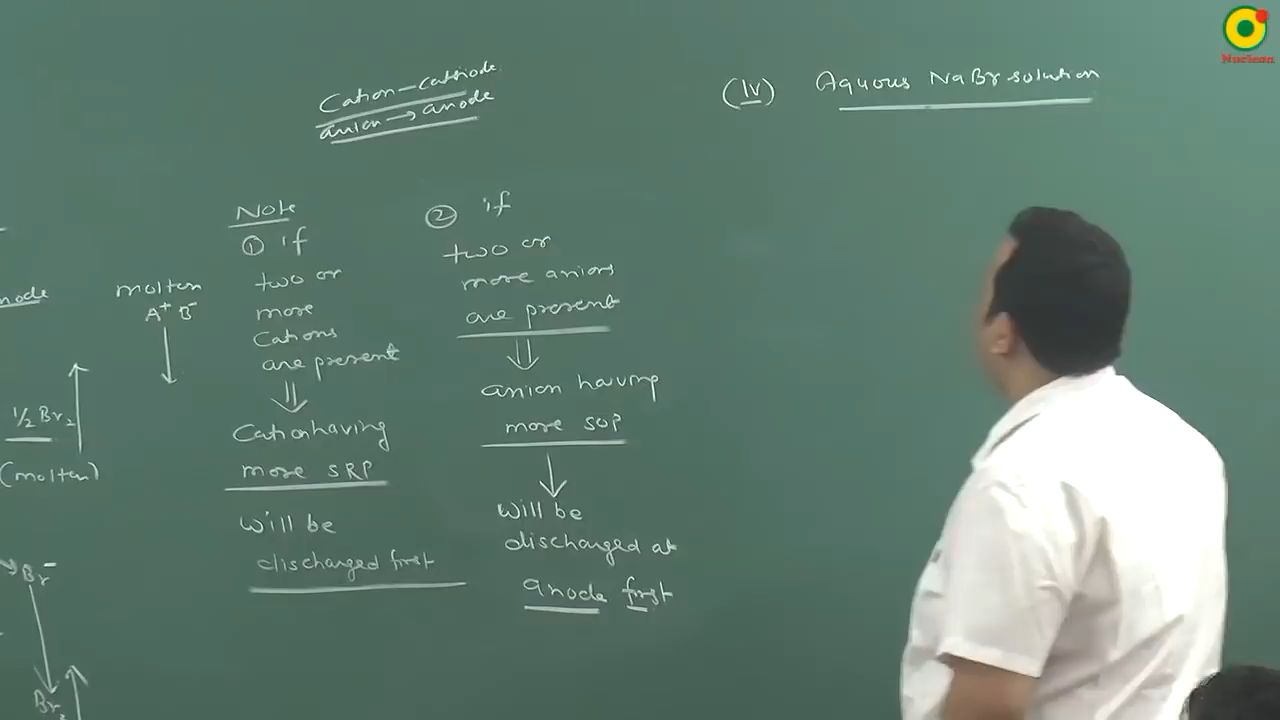 Nucleon
Cation-cathode
anion → anode
(iv) Aquous NaBr solution
node
molten
A⁺ B⁻
½ Br₂
(molten)
Br⁻
Br₂
Note
① if
two or
more
Cations
are present
Cation having
more SRP
will be
discharged first
② if
two or
more anions
are present
anion having
more SOP
will be
discharged at
anode first